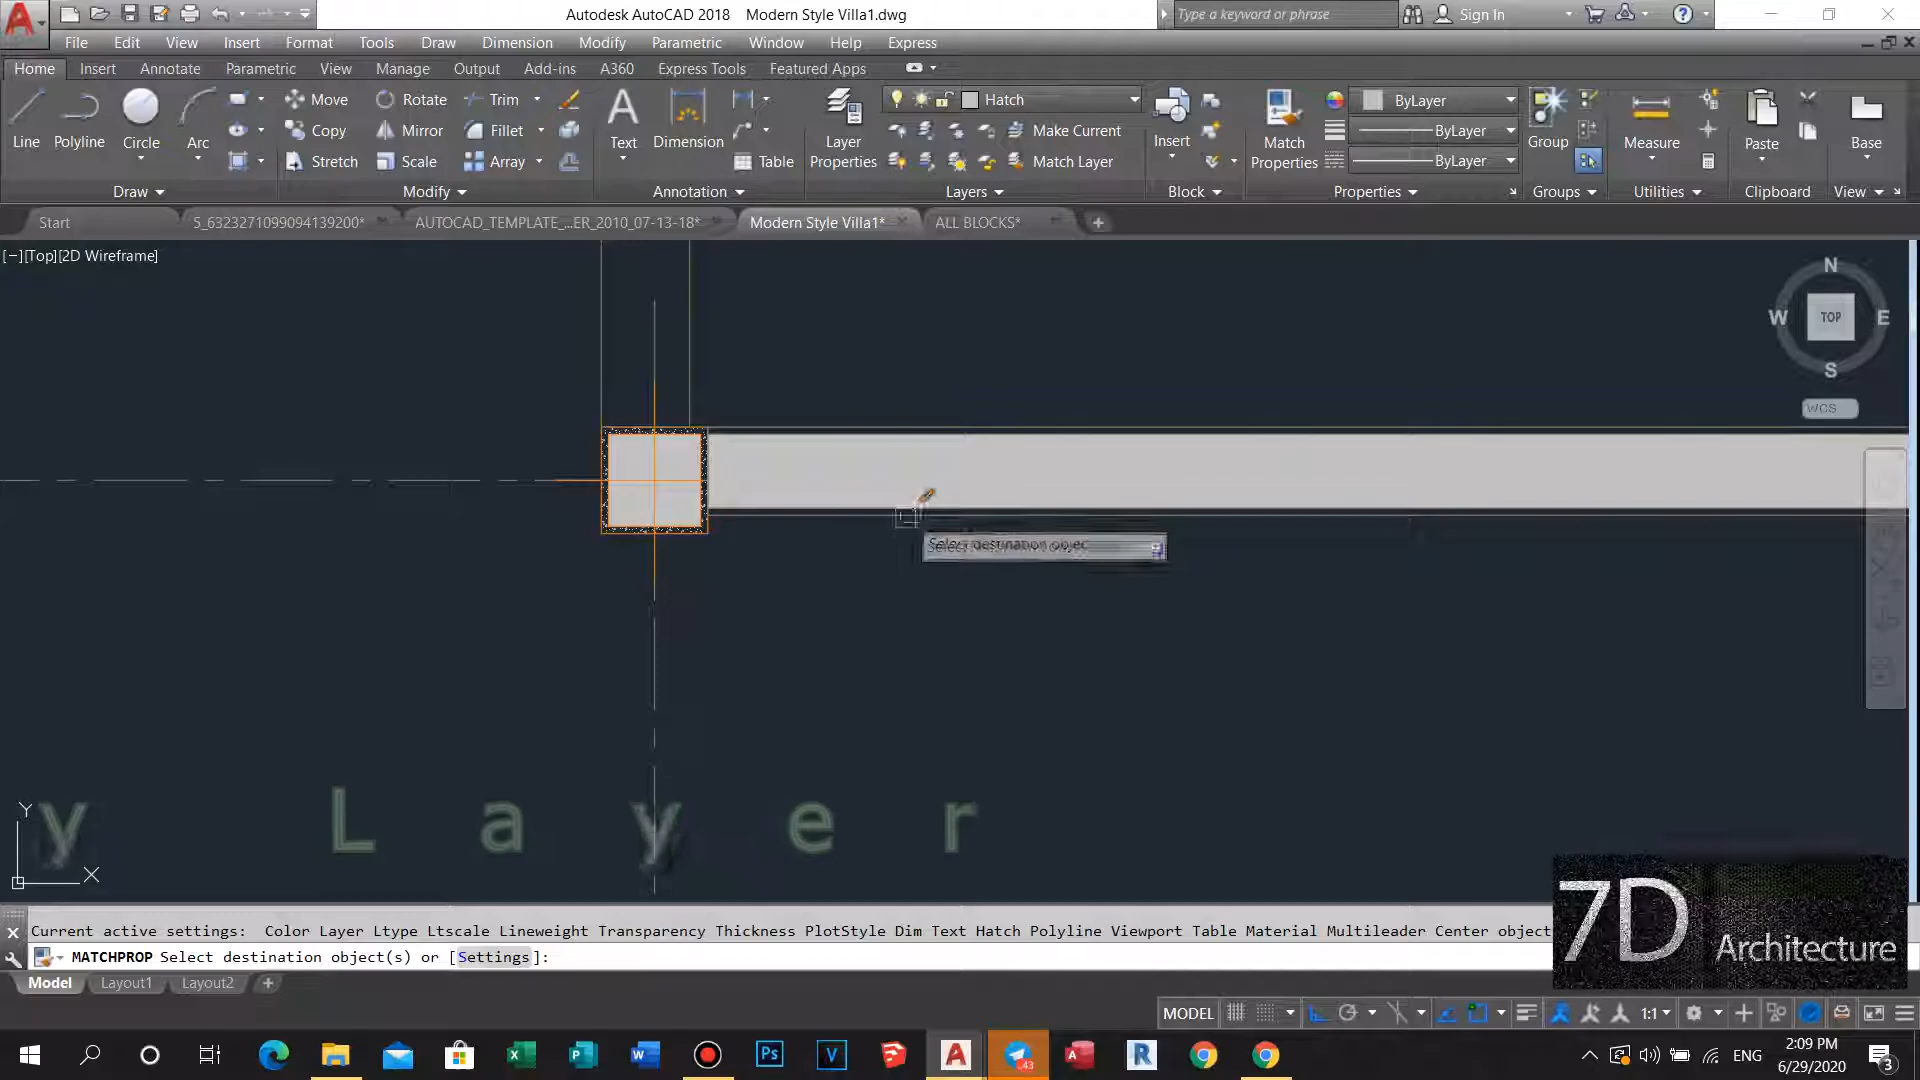 Autodesk AutoCAD 2018 Modern Style Villa1.dwg
Type a keyword or phrase
Sign In
File Edit View Insert Format Tools Draw Dimension Modify Parametric Window Help Express
Home Insert Annotate Parametric View Manage Output Add-ins A360 Express Tools Featured Apps
Move Rotate Trim Hatch ByLayer
Line Polyline Circle Arc Copy Mirror Fillet Text Dimension Layer Properties Make Current Insert Match Properties ByLayer Group Measure Paste Base
Stretch Scale Array Table Match Layer ByLayer
Draw Modify Annotation Layers Block Properties Groups Utilities Clipboard View
Start S_6323271099094139200* AUTOCAD_TEMPLATE_...ER_2010_07-13-18* Modern Style Villa1* ALL BLOCKS*
[−][Top][2D Wireframe]
N
W TOP E
S
WCS
Select destination objec
y Layer
Y
X
Current active settings: Color Layer Ltype Ltscale Lineweight Transparency Thickness PlotStyle Dim Text Hatch Polyline Viewport Table Material Multileader Center object
MATCHPROP Select destination object(s) or [Settings]:
7D Architecture
Model Layout1 Layout2
MODEL 1:1
Ps V A R
43
ENG
2:09 PM
6/29/2020
3